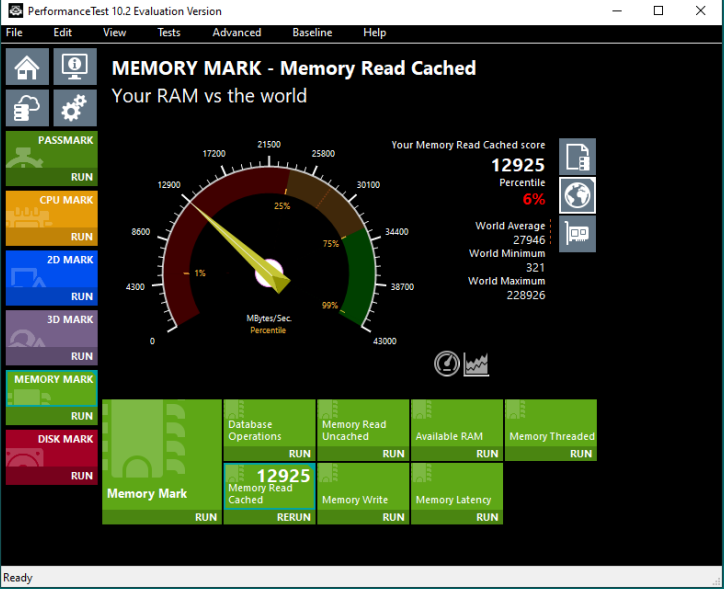 PerformanceTest 10.2 Evaluation Version
File Edit View Tests Advanced Baseline Help
MEMORY MARK - Memory Read Cached
Your RAM vs the world
PASSMARK
RUN
CPU MARK
RUN
2D MARK
RUN
3D MARK
RUN
MEMORY MARK
RUN
DISK MARK
RUN
0
4300
8600
12900
17200
21500
25800
30100
34400
38700
43000
1%
25%
75%
99%
MBytes/Sec.
Percentile
Your Memory Read Cached score
12925
Percentile
6%
World Average
27946
World Minimum
321
World Maximum
228926
Memory Mark
RUN
Database
Operations
RUN
Memory Read
Uncached
RUN
Available RAM
RUN
Memory Threaded
RUN
12925
Memory Read
Cached
RERUN
Memory Write
RUN
Memory Latency
RUN
Ready